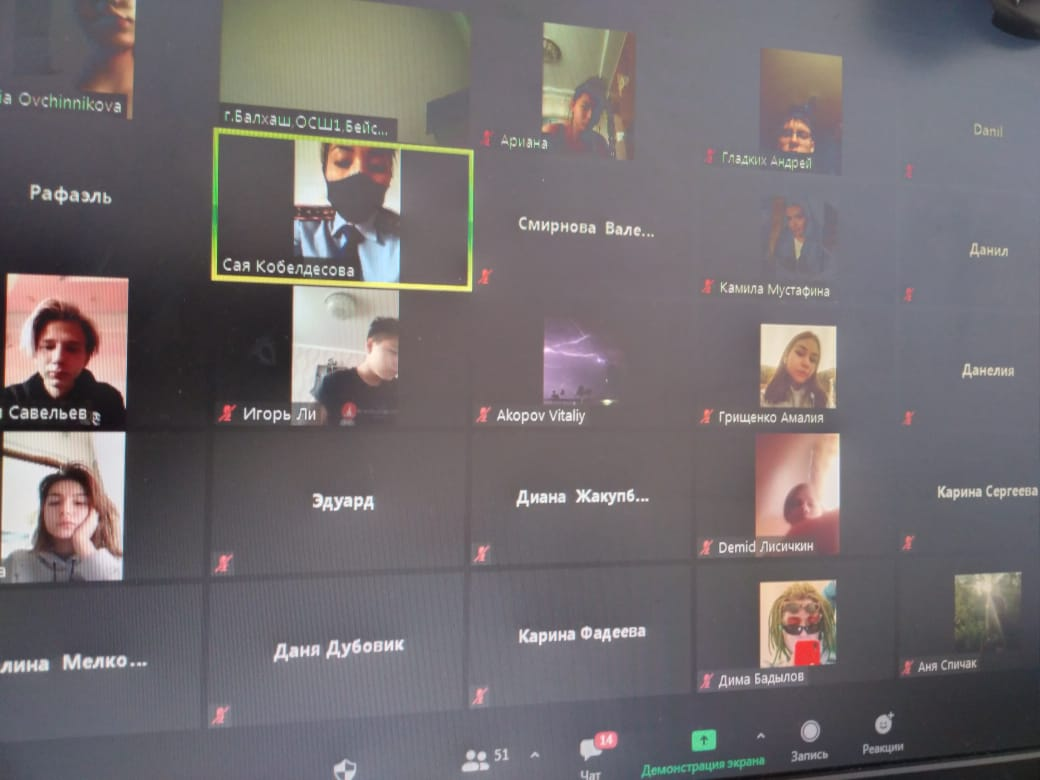 ia Ovchinnikova
г.Балхаш,ОСШ1,Бейс...
Ариана
Гладких Андрей
Danil
Рафаэль
Сая Кобелдесова
Смирнова Вале...
Камила Мустафина
Данил
Савельев
Игорь Ли
Akopov Vitaliy
Грищенко Амалия
Данелия
а
Эдуард
Диана Жакупб...
Demid Лисичкин
Карина Сергеева
лина Мелко...
Даня Дубовик
Карина Фадеева
Дима Бадылов
Аня Спичак
51
14
Чат
Демонстрация экрана
Запись
Реакции